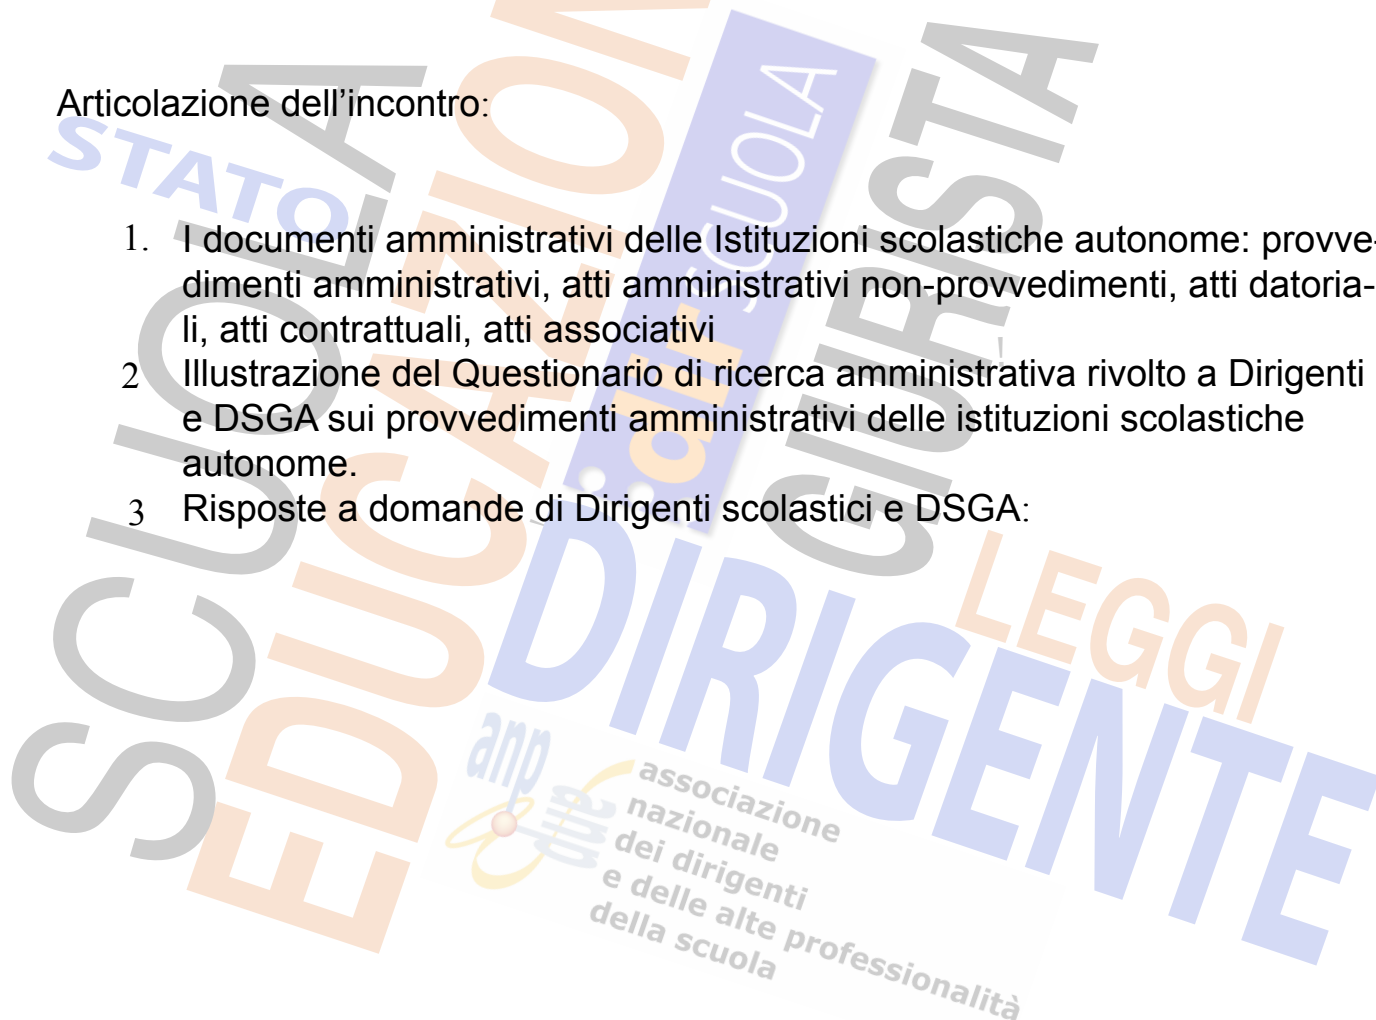 Articolazione dell’incontro:
1. I documenti amministrativi delle Istituzioni scolastiche autonome: provve-
dimenti amministrativi, atti amministrativi non-provvedimenti, atti datoria-
li, atti contrattuali, atti associativi
2 Illustrazione del Questionario di ricerca amministrativa rivolto a Dirigenti
e DSGA sui provvedimenti amministrativi delle istituzioni scolastiche
autonome.
3 Risposte a domande di Dirigenti scolastici e DSGA:
STATO
SCUOLA
EDUCAZION
:dirSCUOLA
GIURISTA
DIRIGENTE
LEGGI
anp
associazione
nazionale
dei dirigenti
e delle alte professionalità
della scuola